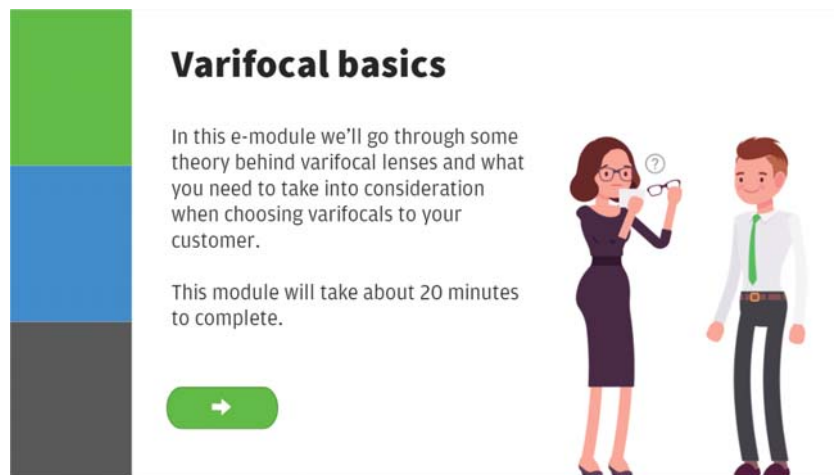 Varifocal basics
In this e-module we'll go through some
theory behind varifocal lenses and what
you need to take into consideration
when choosing varifocals to your
customer.
This module will take about 20 minutes
to complete.
?